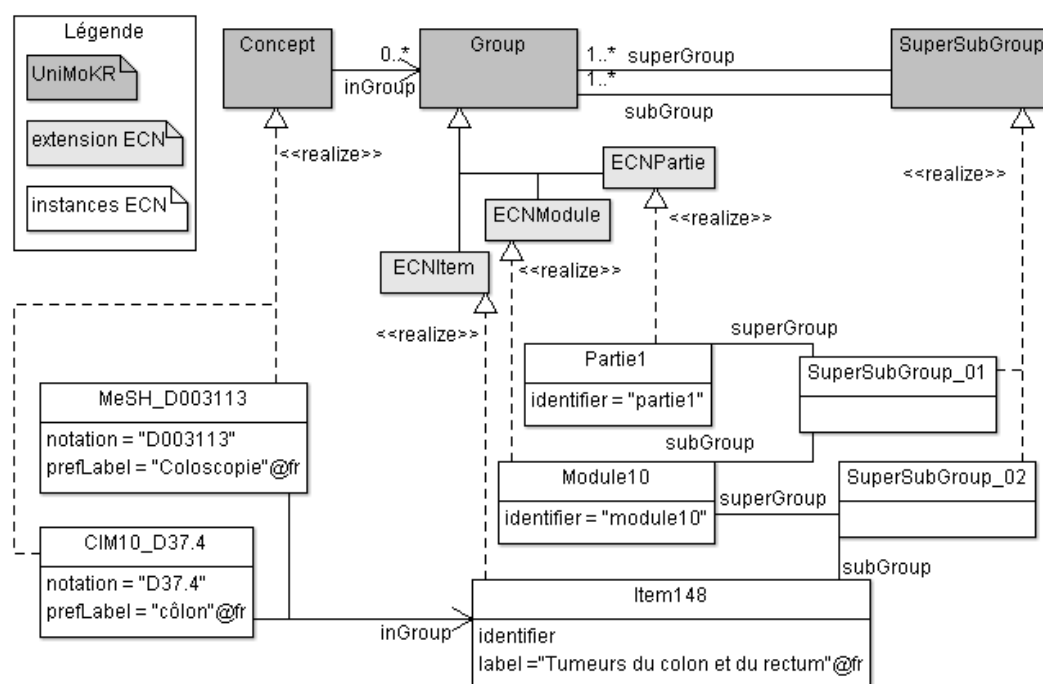 Légende
UniMoKR
extension ECN
instances ECN
Concept
0..*
inGroup
Group
1..*
superGroup
1..*
subGroup
SuperSubGroup
<<realize>>
ECNPartie
<<realize>>
<<realize>>
ECNModule
<<realize>>
ECNItem
<<realize>>
superGroup
Partie1
identifier = "partie1"
SuperSubGroup_01
MeSH_D003113
notation = "D003113"
prefLabel = "Coloscopie"@fr
subGroup
Module10
identifier = "module10"
superGroup
SuperSubGroup_02
CIM10_D37.4
notation = "D37.4"
prefLabel = "côlon"@fr
subGroup
inGroup
Item148
identifier
label ="Tumeurs du colon et du rectum"@fr